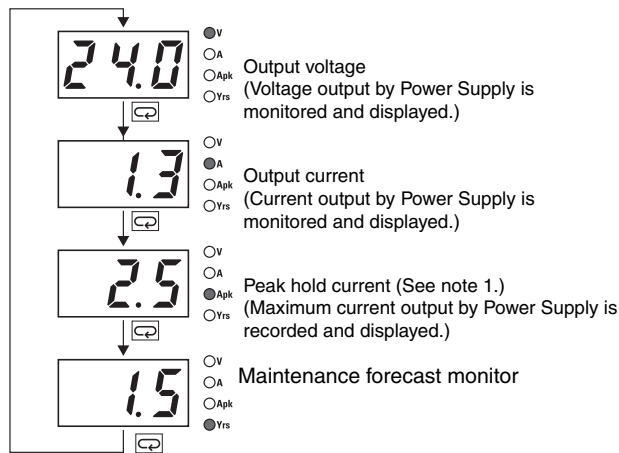 24.0
V
A
Apk
Yrs
Output voltage
(Voltage output by Power Supply is
monitored and displayed.)
1.3
V
A
Apk
Yrs
Output current
(Current output by Power Supply is
monitored and displayed.)
2.5
V
A
Apk
Yrs
Peak hold current (See note 1.)
(Maximum current output by Power Supply is
recorded and displayed.)
1.5
V
A
Apk
Yrs
Maintenance forecast monitor